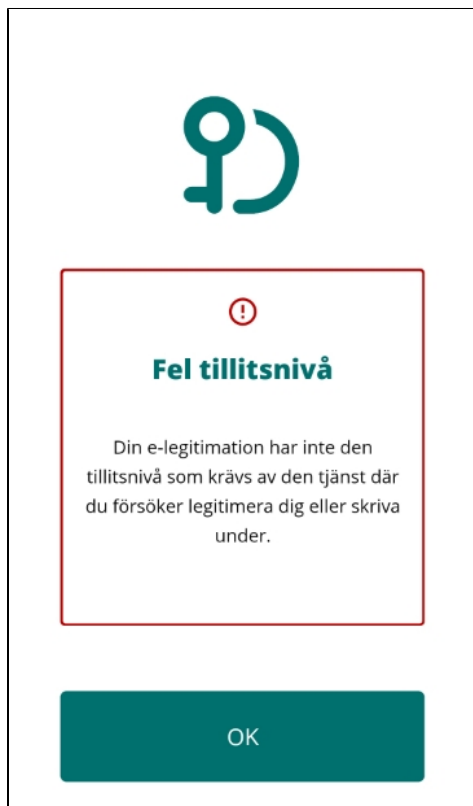 Fel tillitsnivå
Din e-legitimation har inte den
tillitsnivå som krävs av den tjänst där
du försöker legitimera dig eller skriva
under.
OK